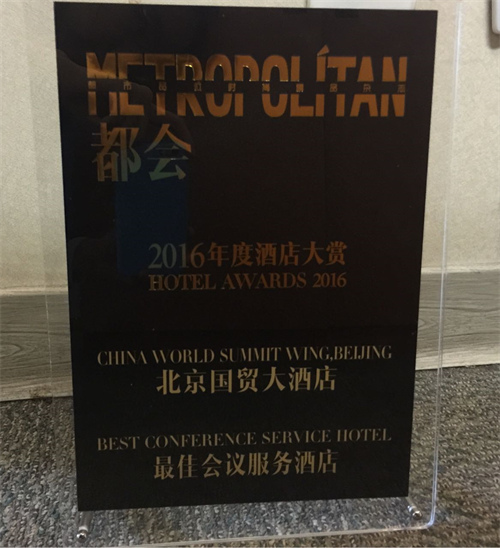 METROPOLÍTAN
都会
2016年度酒店大赏
HOTEL AWARDS 2016
CHINA WORLD SUMMIT WING,BEIJING
北京国贸大酒店
BEST CONFERENCE SERVICE HOTEL
最佳会议服务酒店